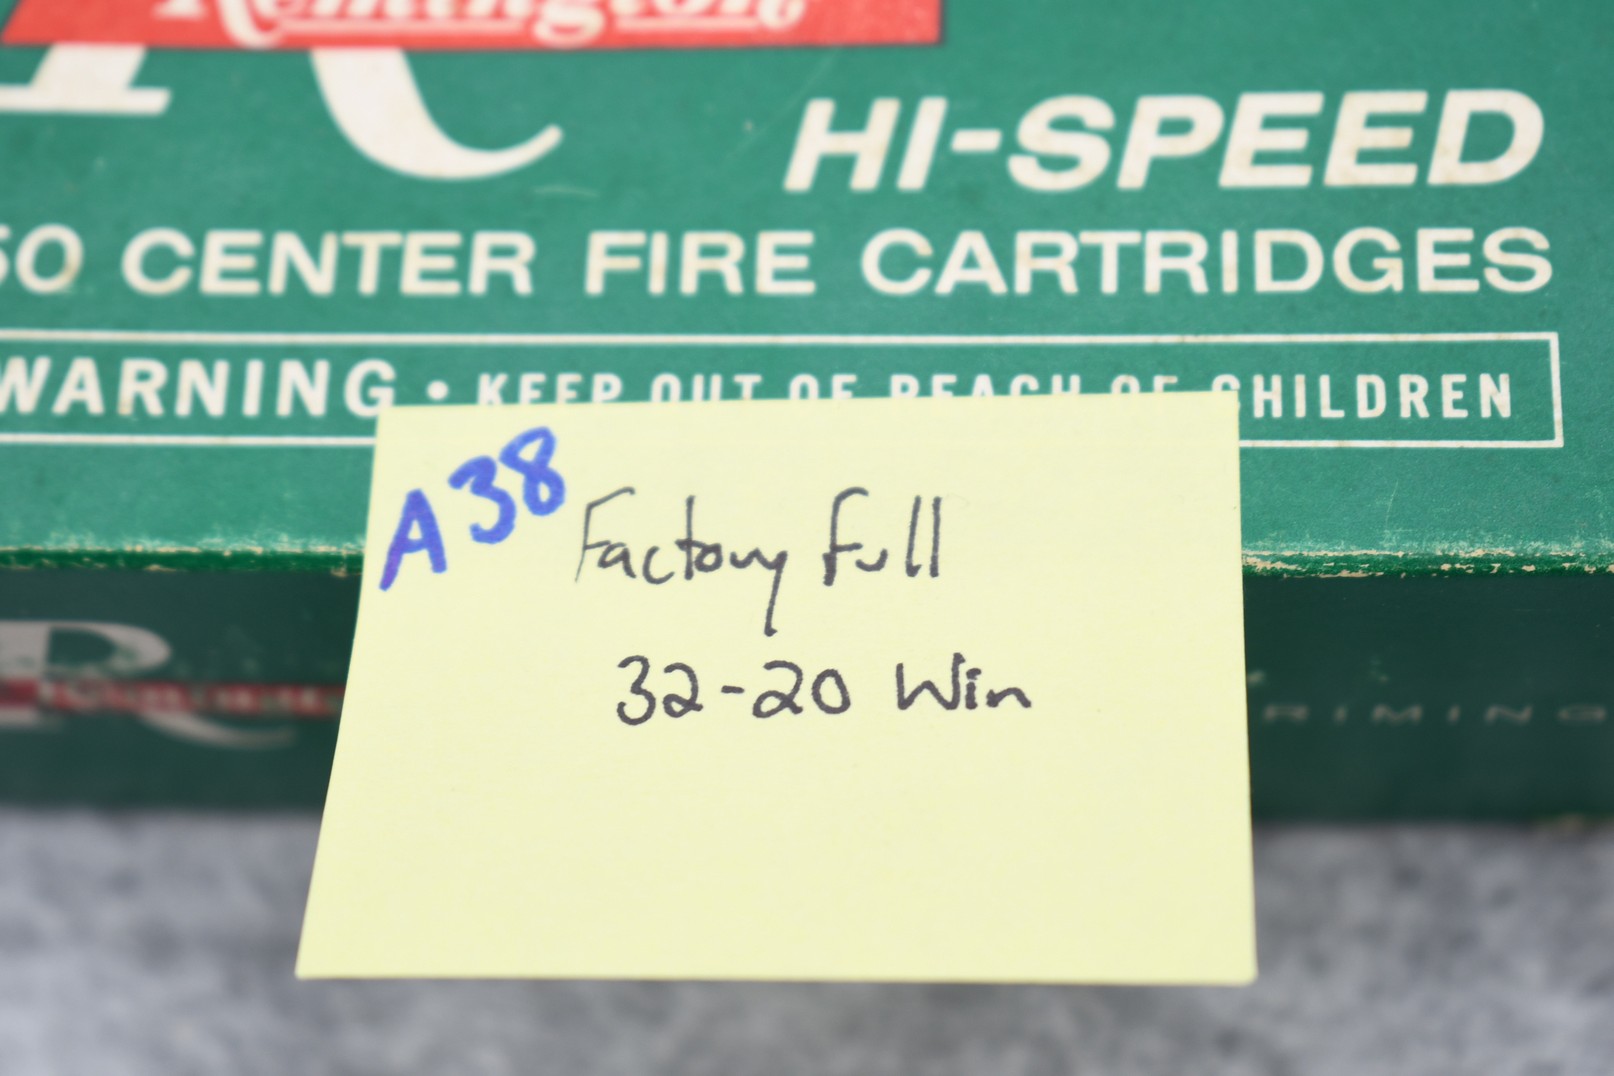 Remington
HI-SPEED
50 CENTER FIRE CARTRIDGES
WARNING • KEEP OUT OF REACH OF CHILDREN
A38
Factory Full
32-20 Win